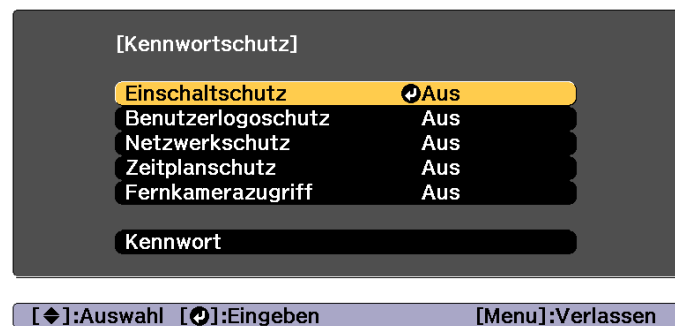 [Kennwortschutz]
Einschaltschutz Aus
Benutzerlogoschutz Aus
Netzwerkschutz Aus
Zeitplanschutz Aus
Fernkamerazugriff Aus
Kennwort
[◆]:Auswahl [↵]:Eingeben [Menu]:Verlassen